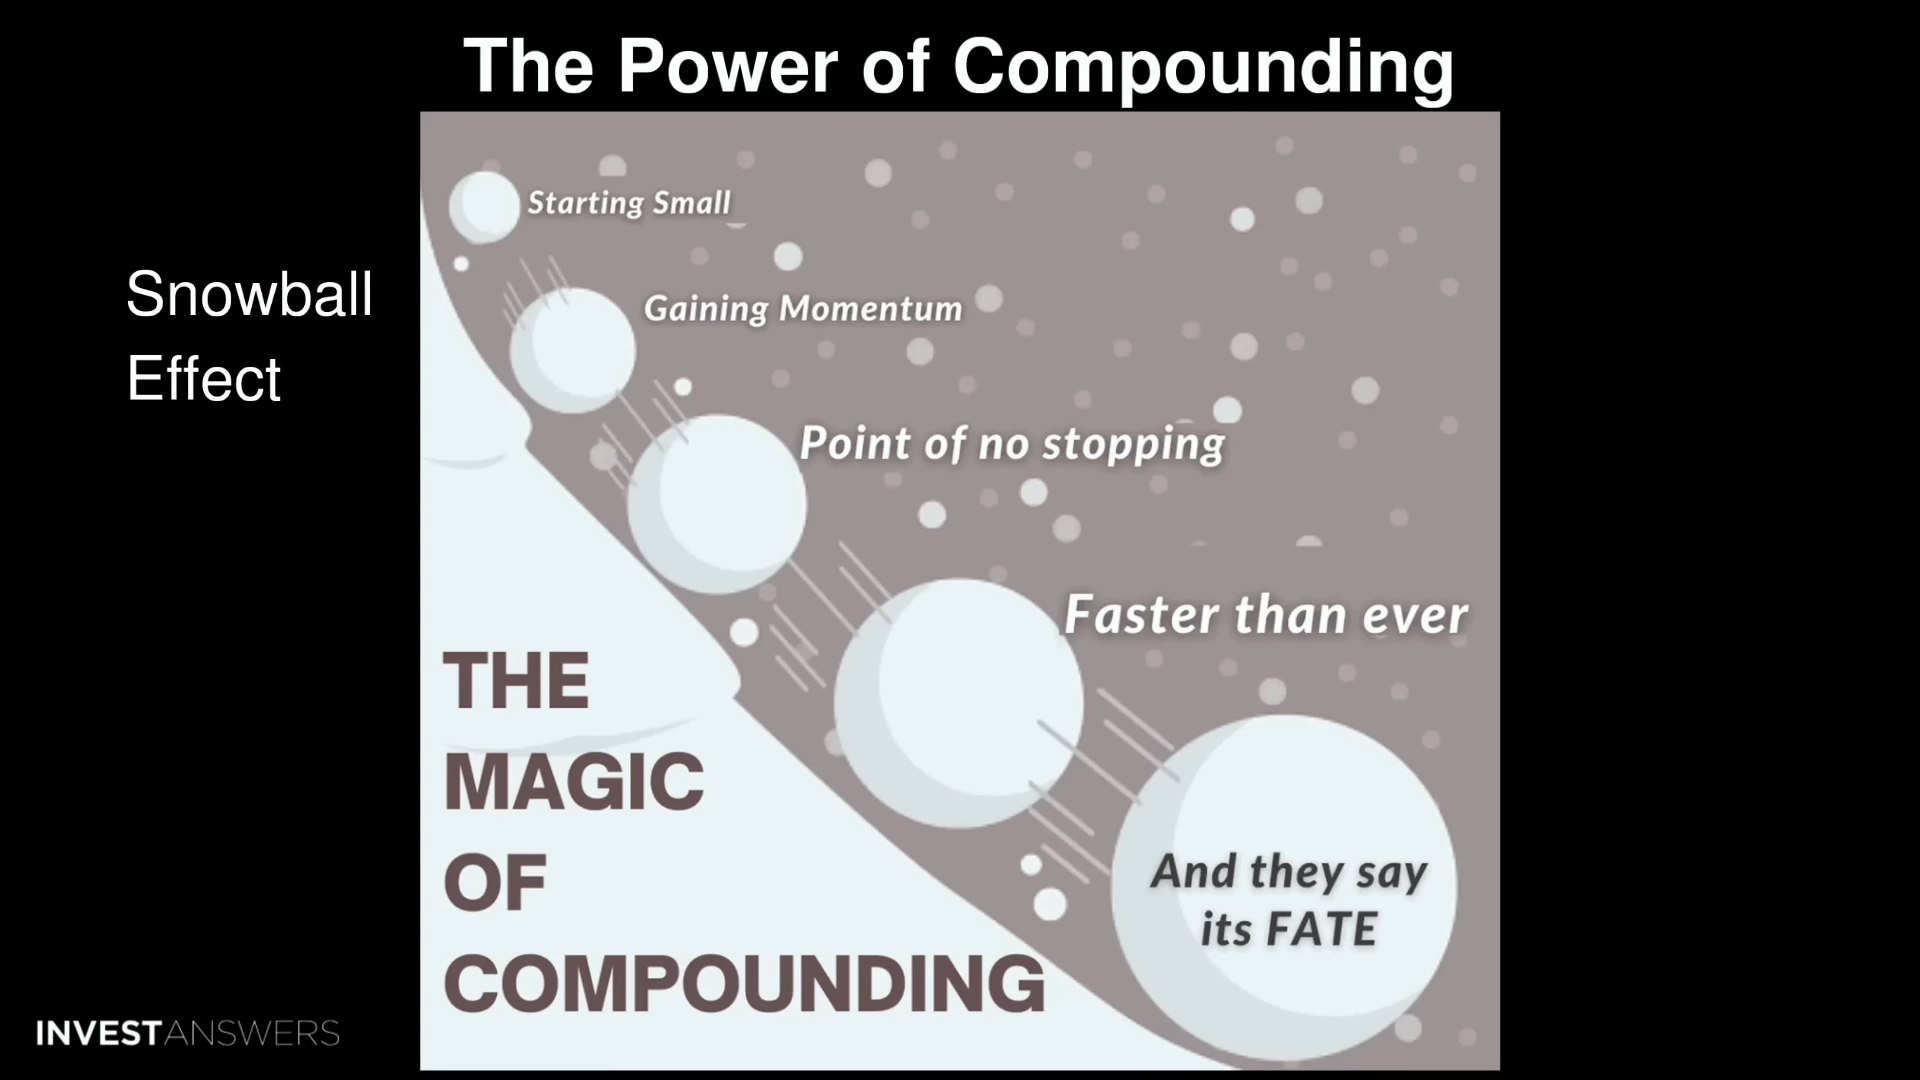 The Power of Compounding
Snowball
Effect
Starting Small
Gaining Momentum
Point of no stopping
Faster than ever
And they say
its FATE
THE
MAGIC
OF
COMPOUNDING
INVESTANSWERS